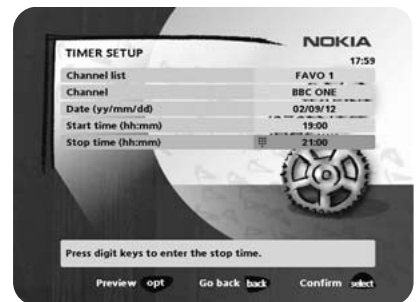 NOKIA
TIMER SETUP
17:59
Channel list FAVO 1
Channel BBC ONE
Date (yy/mm/dd) 02/09/12
Start time (hh:mm) 19:00
Stop time (hh:mm) 21:00
Press digit keys to enter the stop time.
Preview opt Go back back Confirm select